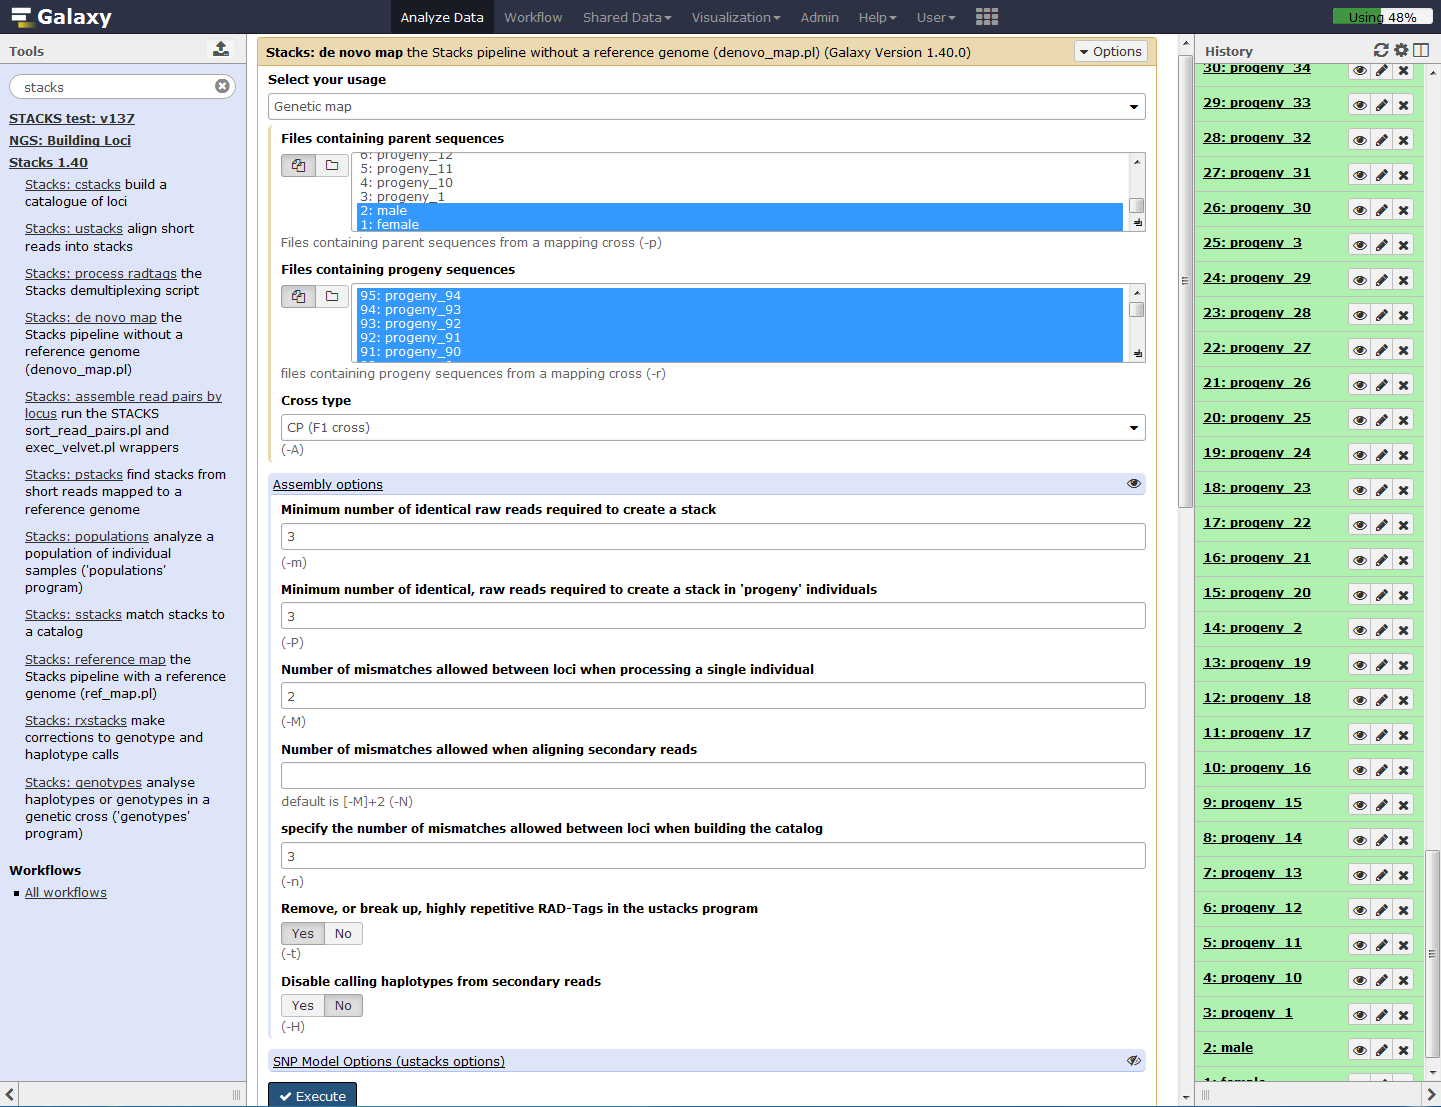 Galaxy
Analyze Data
Workflow
Shared Data
Visualization
Admin
Help
User
Using 48%
Tools
stacks
STACKS test: v137
NGS: Building Loci
Stacks 1.40
Stacks: cstacks build a
catalogue of loci
Stacks: ustacks align short
reads into stacks
Stacks: process radtags the
Stacks demultiplexing script
Stacks: de novo map the
Stacks pipeline without a
reference genome
(denovo_map.pl)
Stacks: assemble read pairs by
locus run the STACKS
sort_read_pairs.pl and
exec_velvet.pl wrappers
Stacks: pstacks find stacks from
short reads mapped to a
reference genome
Stacks: populations analyze a
population of individual
samples ('populations'
program)
Stacks: sstacks match stacks to
a catalog
Stacks: reference map the
Stacks pipeline with a reference
genome (ref_map.pl)
Stacks: rxstacks make
corrections to genotype and
haplotype calls
Stacks: genotypes analyse
haplotypes or genotypes in a
genetic cross ('genotypes'
program)
Workflows
All workflows
Stacks: de novo map the Stacks pipeline without a reference genome (denovo_map.pl) (Galaxy Version 1.40.0)
Options
Select your usage
Genetic map
Files containing parent sequences
6: progeny_12
5: progeny_11
4: progeny_10
3: progeny_1
2: male
1: female
Files containing parent sequences from a mapping cross (-p)
Files containing progeny sequences
95: progeny_94
94: progeny_93
93: progeny_92
92: progeny_91
91: progeny_90
files containing progeny sequences from a mapping cross (-r)
Cross type
CP (F1 cross)
(-A)
Assembly options
Minimum number of identical raw reads required to create a stack
3
(-m)
Minimum number of identical, raw reads required to create a stack in 'progeny' individuals
3
(-P)
Number of mismatches allowed between loci when processing a single individual
2
(-M)
Number of mismatches allowed when aligning secondary reads
default is [-M]+2 (-N)
specify the number of mismatches allowed between loci when building the catalog
3
(-n)
Remove, or break up, highly repetitive RAD-Tags in the ustacks program
Yes No
(-t)
Disable calling haplotypes from secondary reads
Yes No
(-H)
SNP Model Options (ustacks options)
Execute
History
30: progeny_34
29: progeny_33
28: progeny_32
27: progeny_31
26: progeny_30
25: progeny_3
24: progeny_29
23: progeny_28
22: progeny_27
21: progeny_26
20: progeny_25
19: progeny_24
18: progeny_23
17: progeny_22
16: progeny_21
15: progeny_20
14: progeny_2
13: progeny_19
12: progeny_18
11: progeny_17
10: progeny_16
9: progeny_15
8: progeny_14
7: progeny_13
6: progeny_12
5: progeny_11
4: progeny_10
3: progeny_1
2: male
1: female